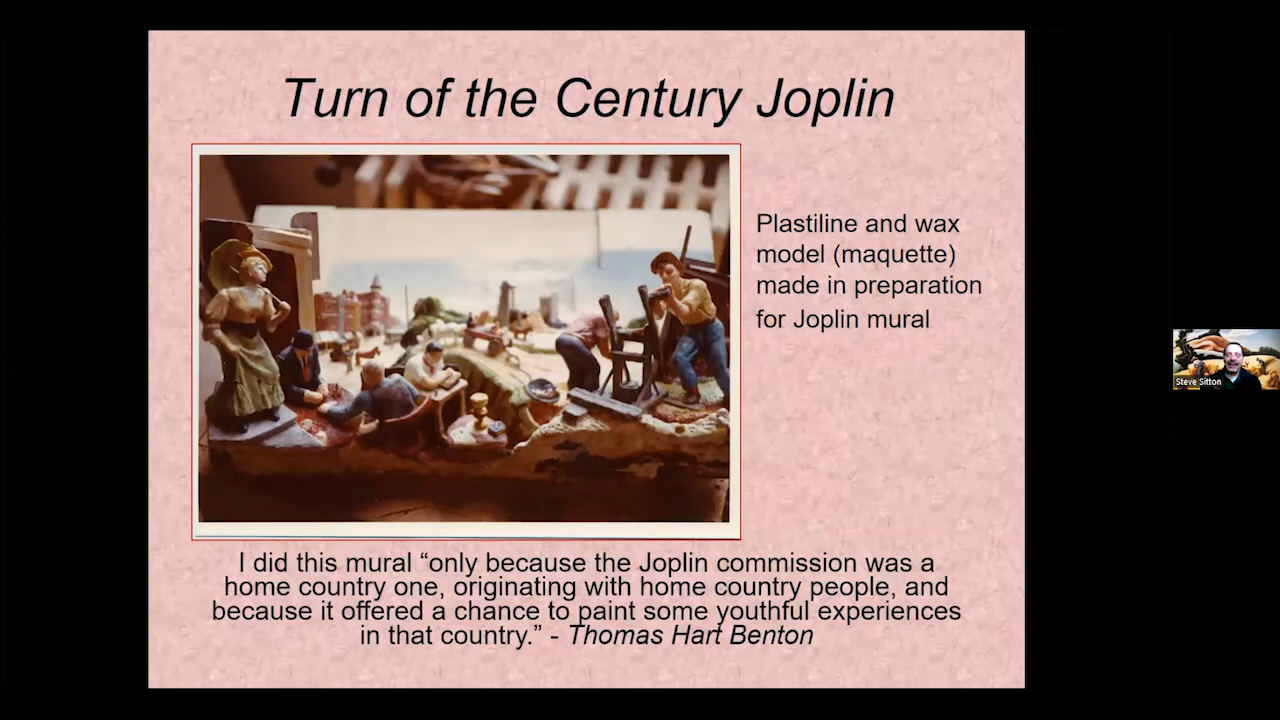 Turn of the Century Joplin
Plastiline and wax
model (maquette)
made in preparation
for Joplin mural
Steve Sitton
I did this mural “only because the Joplin commission was a
home country one, originating with home country people, and
because it offered a chance to paint some youthful experiences
in that country.” - Thomas Hart Benton